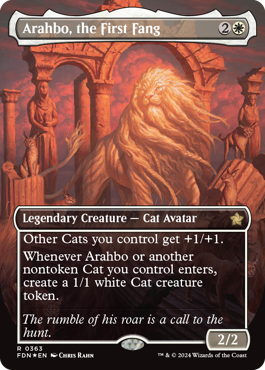 Arahbo, the First Fang 2
Legendary Creature — Cat Avatar
Other Cats you control get +1/+1.
Whenever Arahbo or another
nontoken Cat you control enters,
create a 1/1 white Cat creature
token.
The rumble of his roar is a call to the
hunt.
2/2
R 0363
FDN★EN Chris Rahn ™ & © 2024 Wizards of the Coast